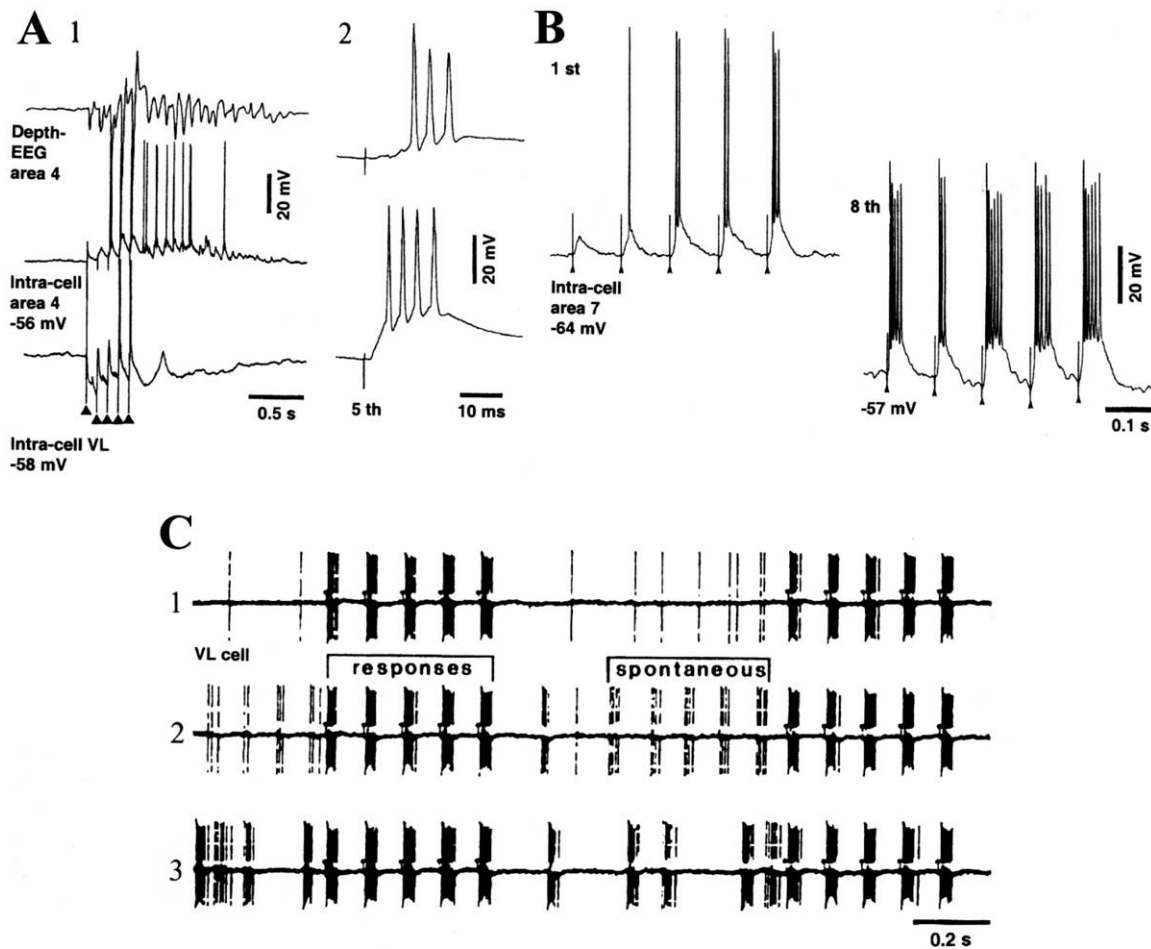 A
1
2
B
Depth-
EEG
area 4
20 mV
Intra-cell
area 4
-56 mV
0.5 s
Intra-cell VL
-58 mV
20 mV
5 th
10 ms
1 st
Intra-cell
area 7
-64 mV
8 th
20 mV
-57 mV
0.1 s
C
1
VL cell
responses
spontaneous
2
3
0.2 s